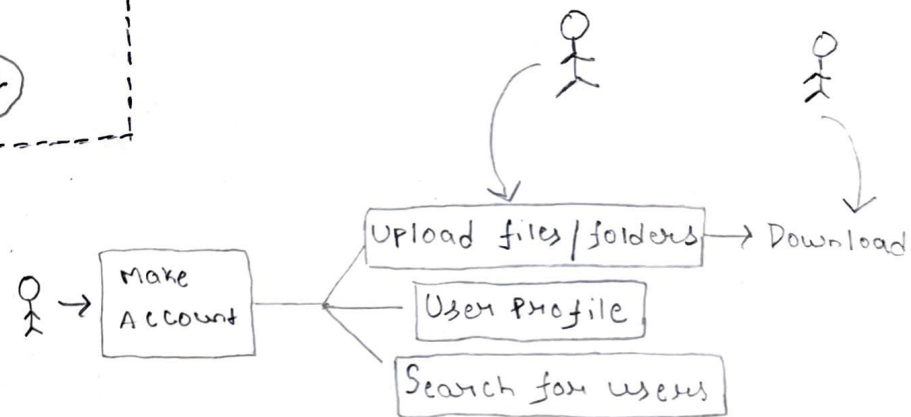 Upload files/folders
Download
Make
Account
User Profile
Search for users